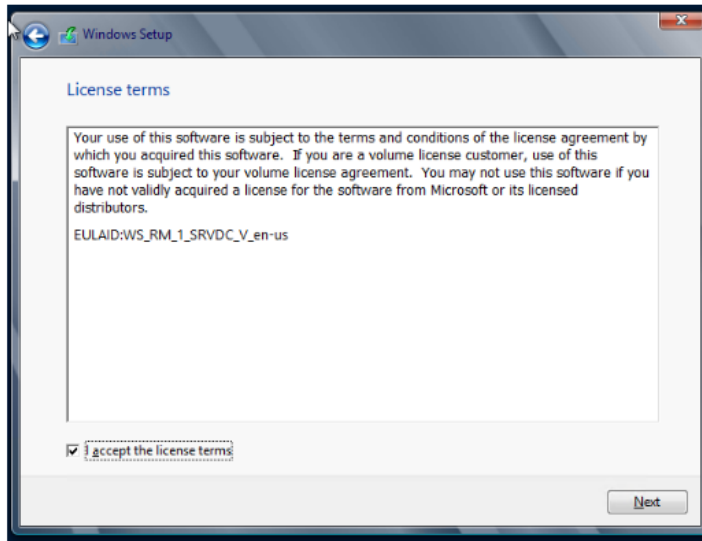 Windows Setup
License terms
Your use of this software is subject to the terms and conditions of the license agreement by
which you acquired this software.  If you are a volume license customer, use of this
software is subject to your volume license agreement.  You may not use this software if you
have not validly acquired a license for the software from Microsoft or its licensed
distributors.
EULAID:WS_RM_1_SRVDC_V_en-us
I accept the license terms
Next